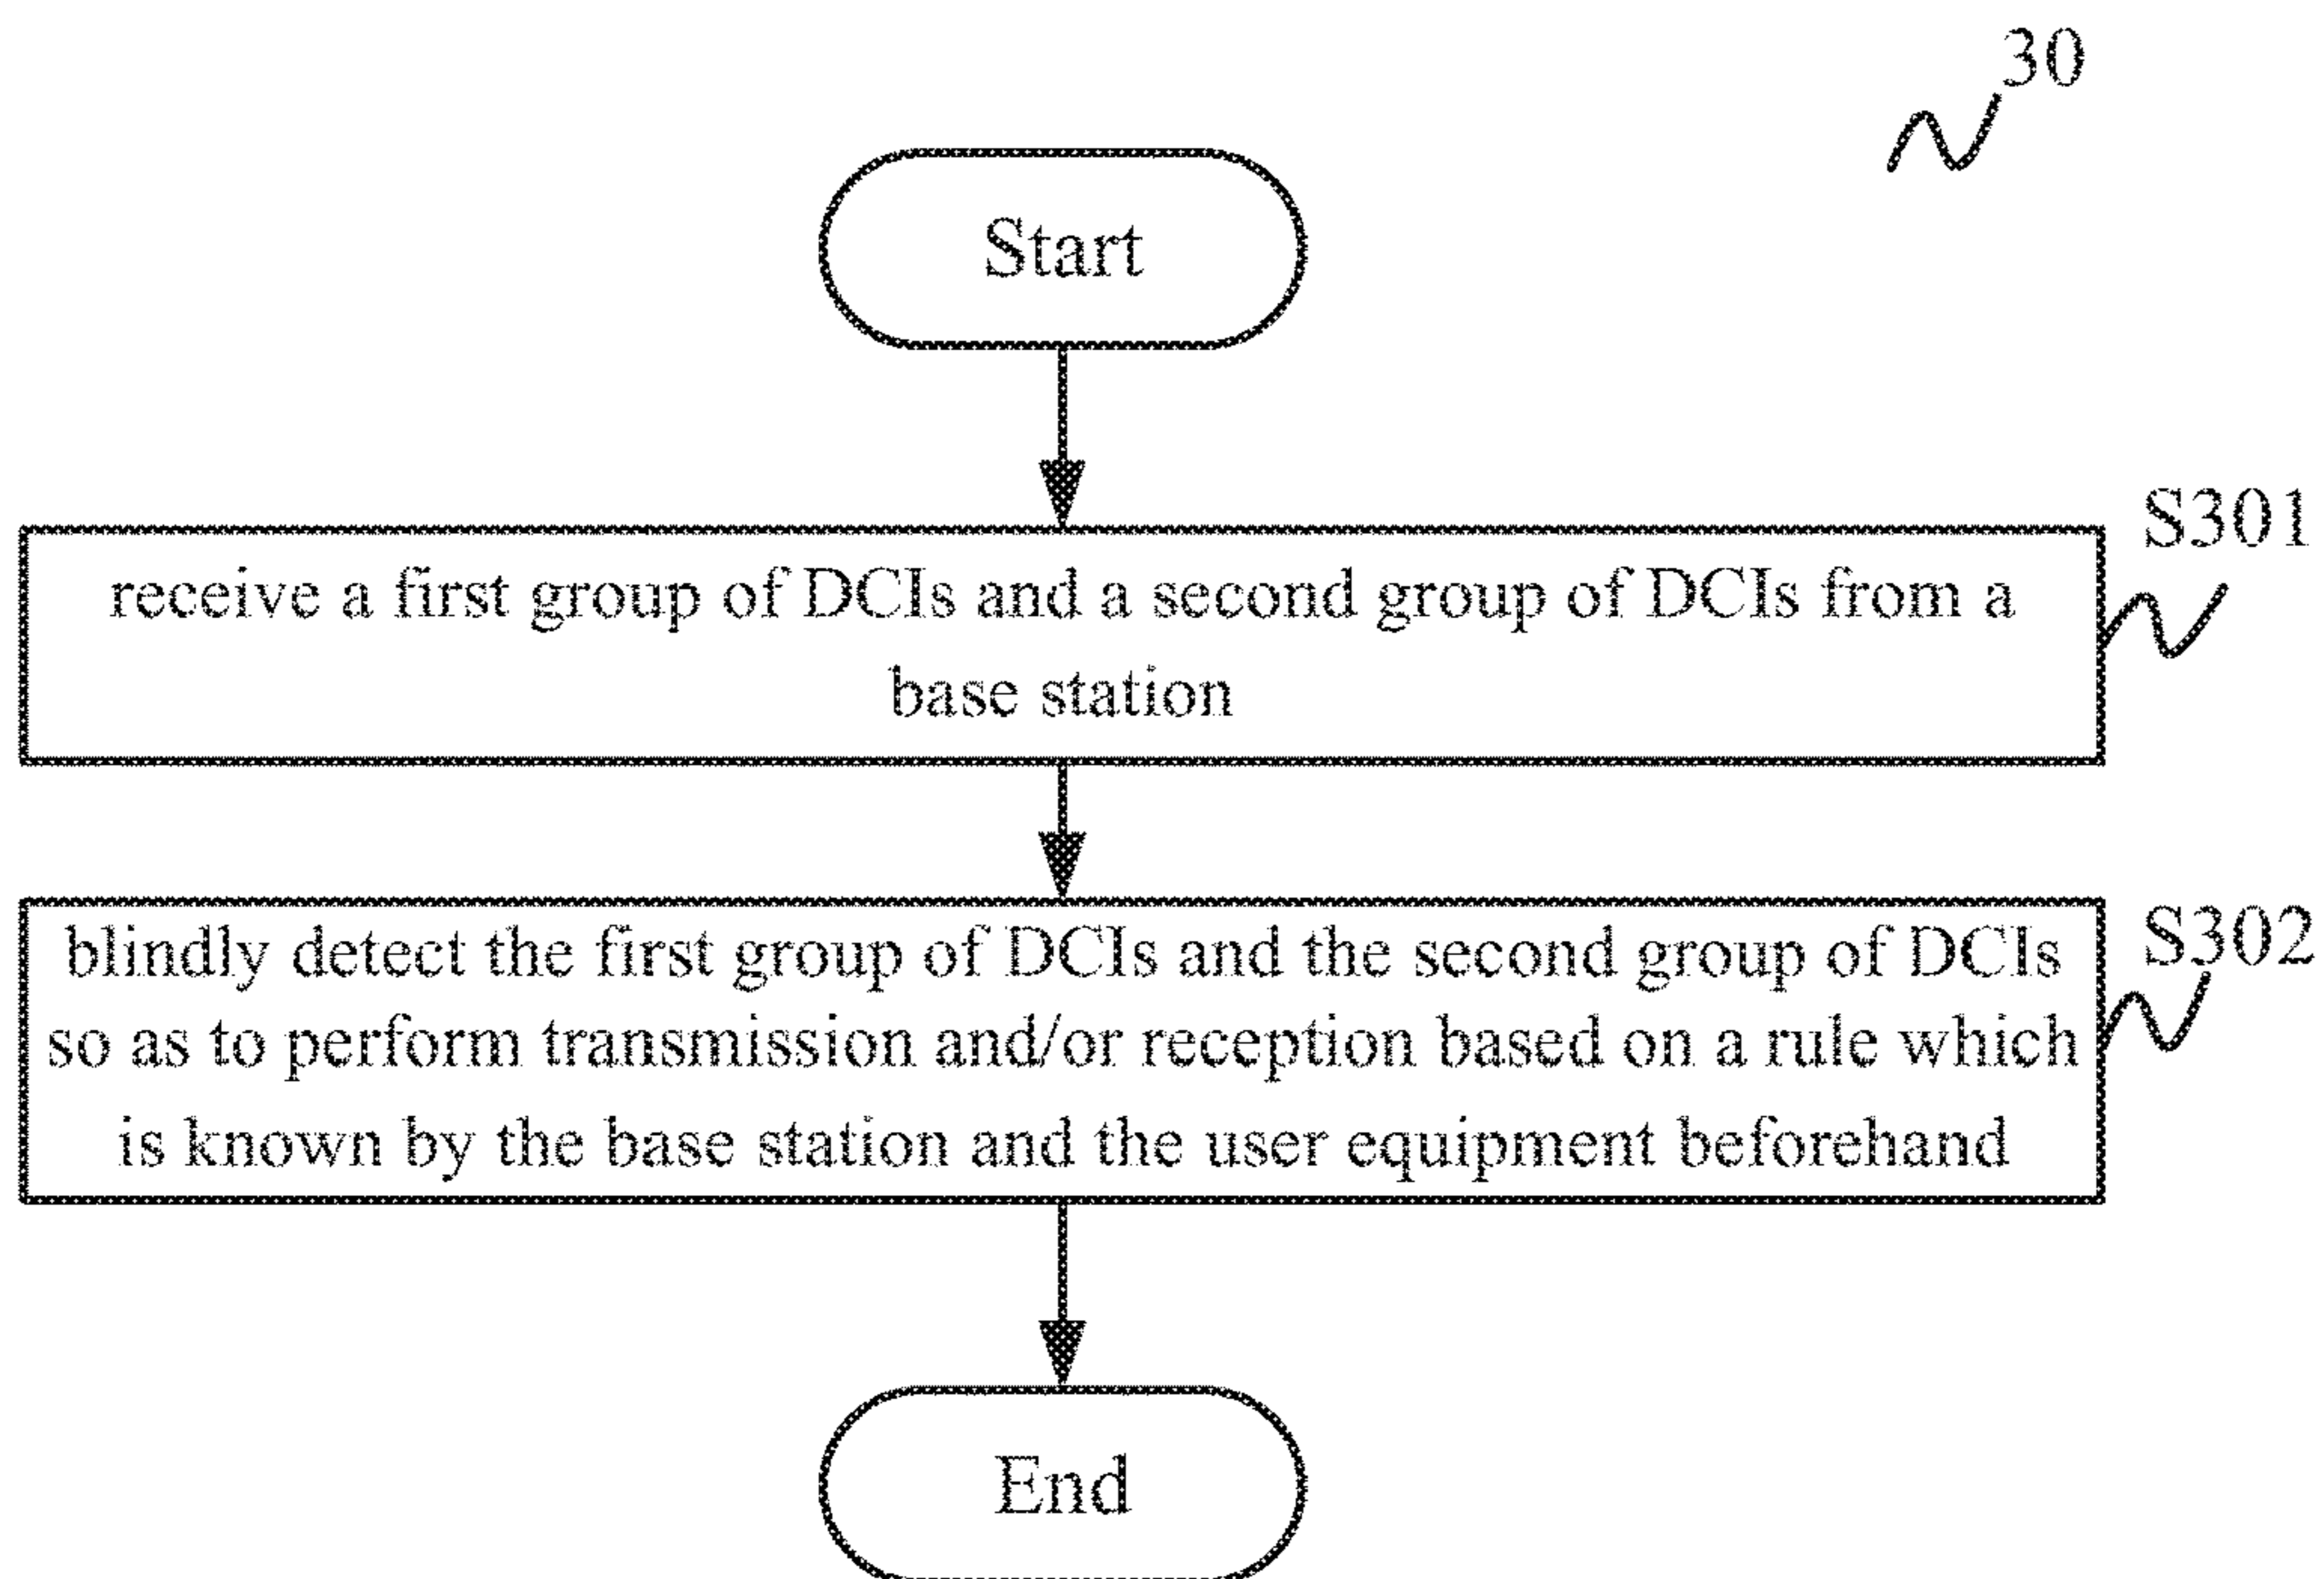 30
Start
S301
receive a first group of DCIs and a second group of DCIs from a
base station
S302
blindly detect the first group of DCIs and the second group of DCIs
so as to perform transmission and/or reception based on a rule which
is known by the base station and the user equipment beforehand
End